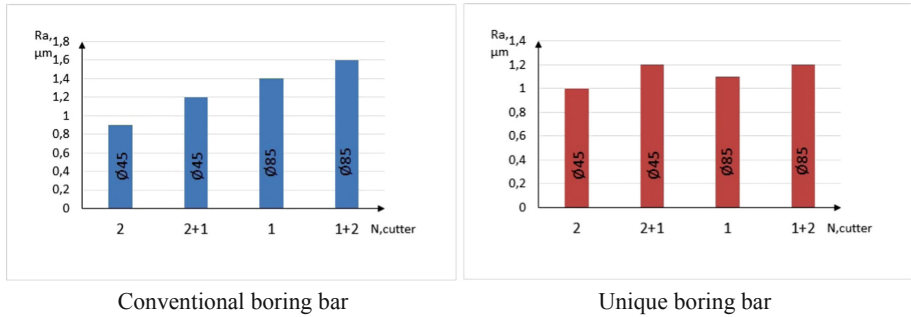 Ra,
μm
1,8
1,6
1,4
1,2
1
0,8
0,6
0,4
0,2
0
Ø45
Ø45
Ø85
Ø85
2
2+1
1
1+2
N,cutter
Conventional boring bar
Ra,
μm
1,4
1,2
1
0,8
0,6
0,4
0,2
0
Ø45
Ø45
Ø85
Ø85
2
2+1
1
1+2
N,cutter
Unique boring bar